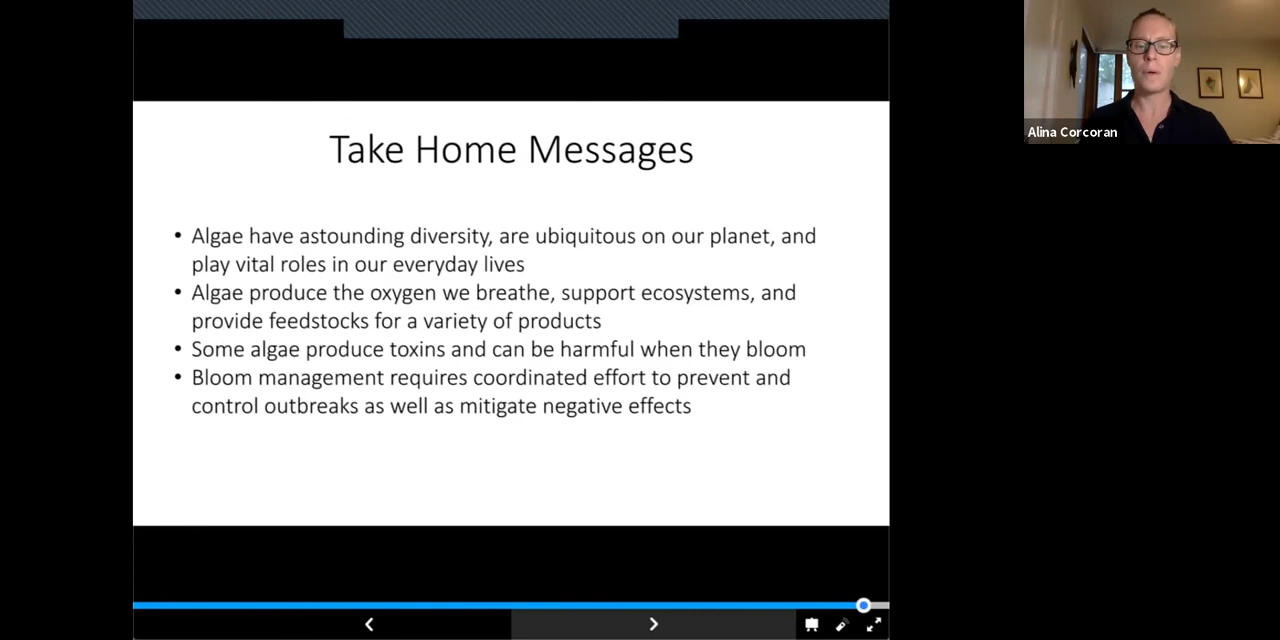 Take Home Messages
• Algae have astounding diversity, are ubiquitous on our planet, and
play vital roles in our everyday lives
• Algae produce the oxygen we breathe, support ecosystems, and
provide feedstocks for a variety of products
• Some algae produce toxins and can be harmful when they bloom
• Bloom management requires coordinated effort to prevent and
control outbreaks as well as mitigate negative effects
Alina Corcoran